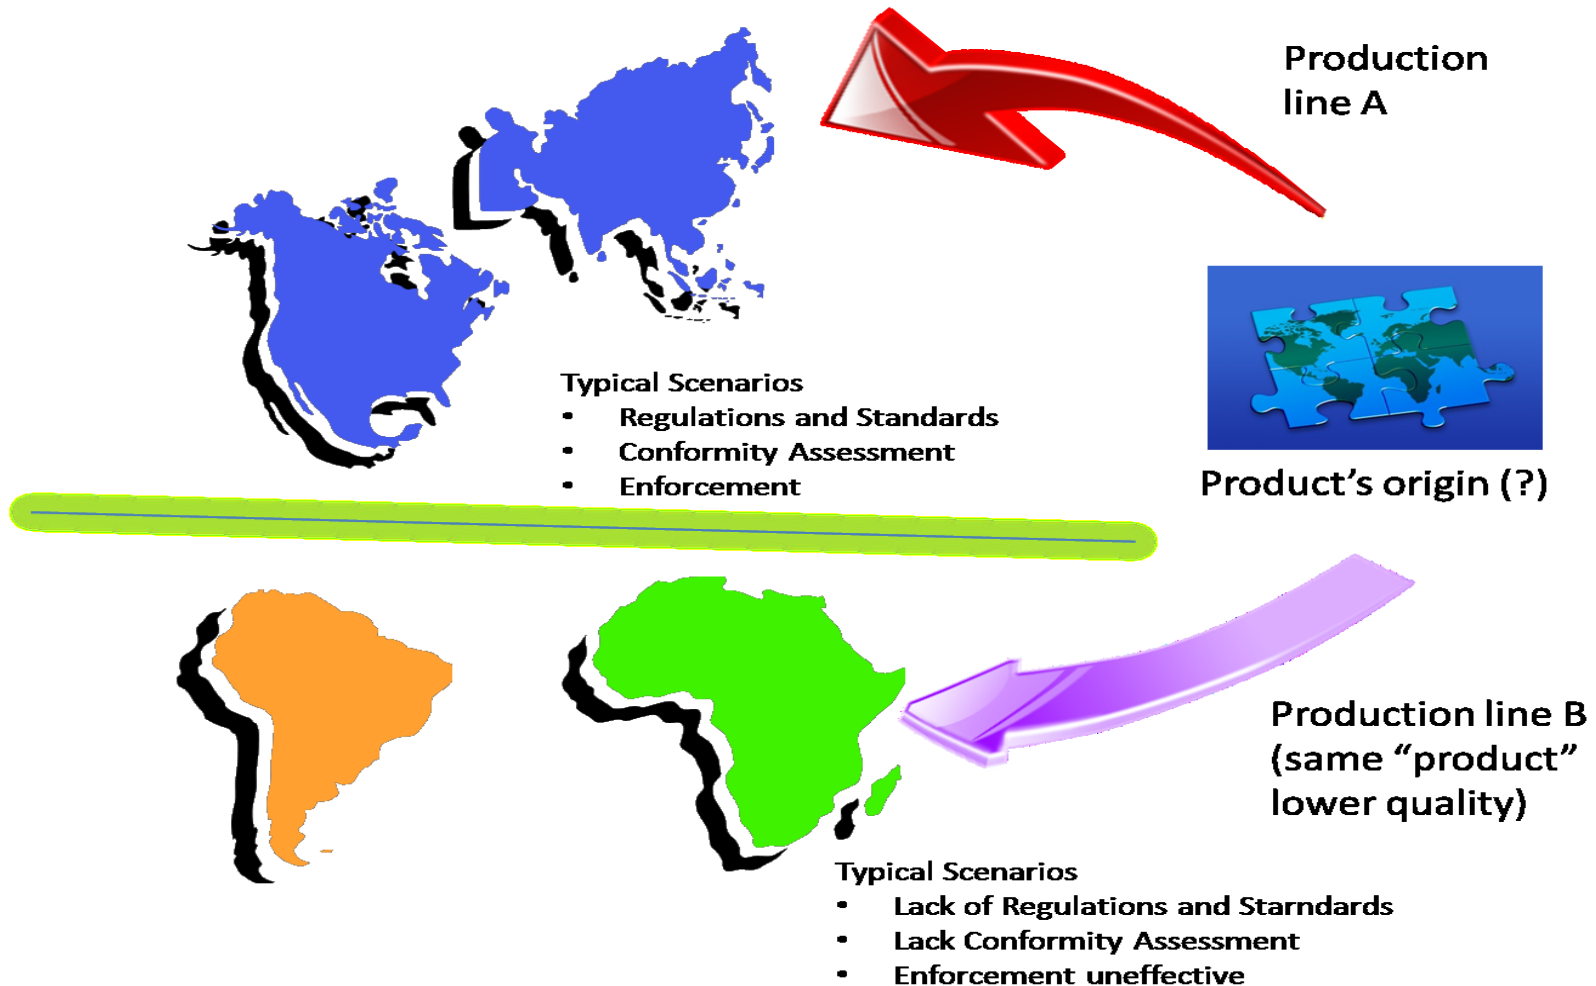 Production
line A
Typical Scenarios
• Regulations and Standards
• Conformity Assessment
• Enforcement
Product's origin (?)
Production line B
(same “product”
lower quality)
Typical Scenarios
• Lack of Regulations and Starndards
• Lack Conformity Assessment
• Enforcement uneffective